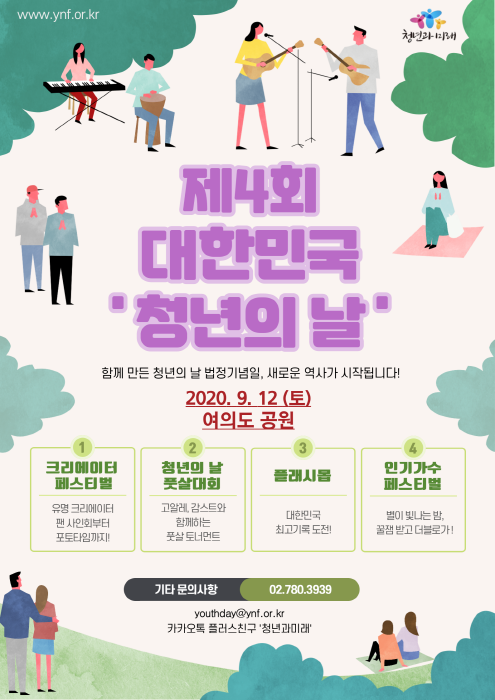 www.ynf.or.kr
청년과미래
제4회
대한민국
'청년의 날'
함께 만든 청년의 날 법정기념일, 새로운 역사가 시작됩니다!
2020. 9. 12 (토)
여의도 공원
1
크리에이터
페스티벌
유명 크리에이터
팬 사인회부터
포토타임까지!
2
청년의 날
풋살대회
고알레, 감스트와
함께하는
풋살 토너먼트
3
플래시몹
대한민국
최고기록 도전!
4
인기가수
페스티벌
별이 빛나는 밤,
꿀잼 받고 더블로가!
기타 문의사항 02.780.3939
youthday@ynf.or.kr
카카오톡 플러스친구 '청년과미래'